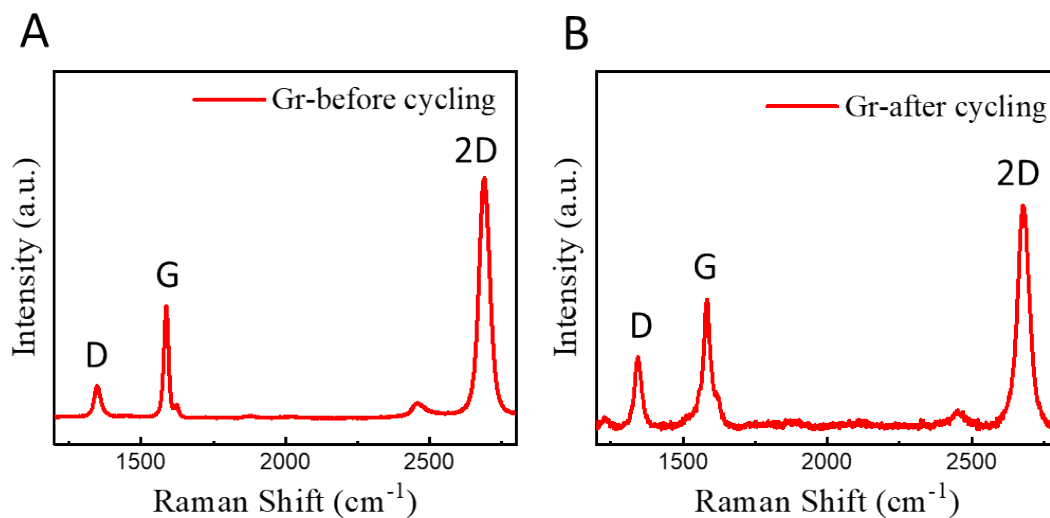 A
Gr-before cycling
2D
G
D
Intensity (a.u.)
1500
2000
2500
Raman Shift (cm⁻¹)
B
Gr-after cycling
2D
G
D
Intensity (a.u.)
1500
2000
2500
Raman Shift (cm⁻¹)